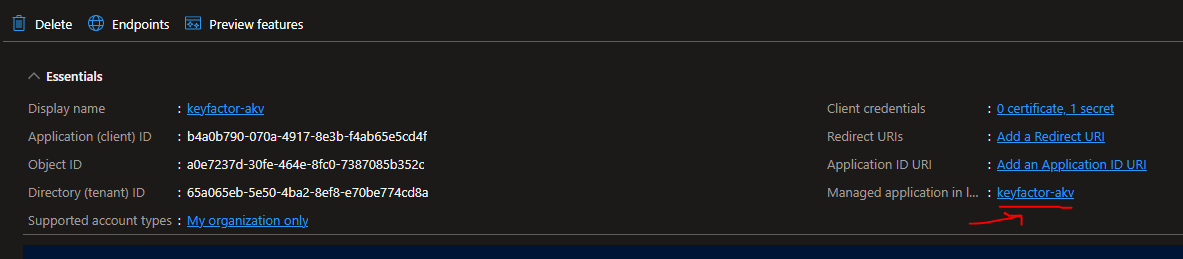 Delete Endpoints Preview features
Essentials
Display name : keyfactor-akv
Application (client) ID : b4a0b790-070a-4917-8e3b-f4ab65e5cd4f
Object ID : a0e7237d-30fe-464e-8fc0-7387085b352c
Directory (tenant) ID : 65a065eb-5e50-4ba2-8ef8-e70be774cd8a
Supported account types : My organization only
Client credentials : 0 certificate, 1 secret
Redirect URIs : Add a Redirect URI
Application ID URI : Add an Application ID URI
Managed application in l... : keyfactor-akv